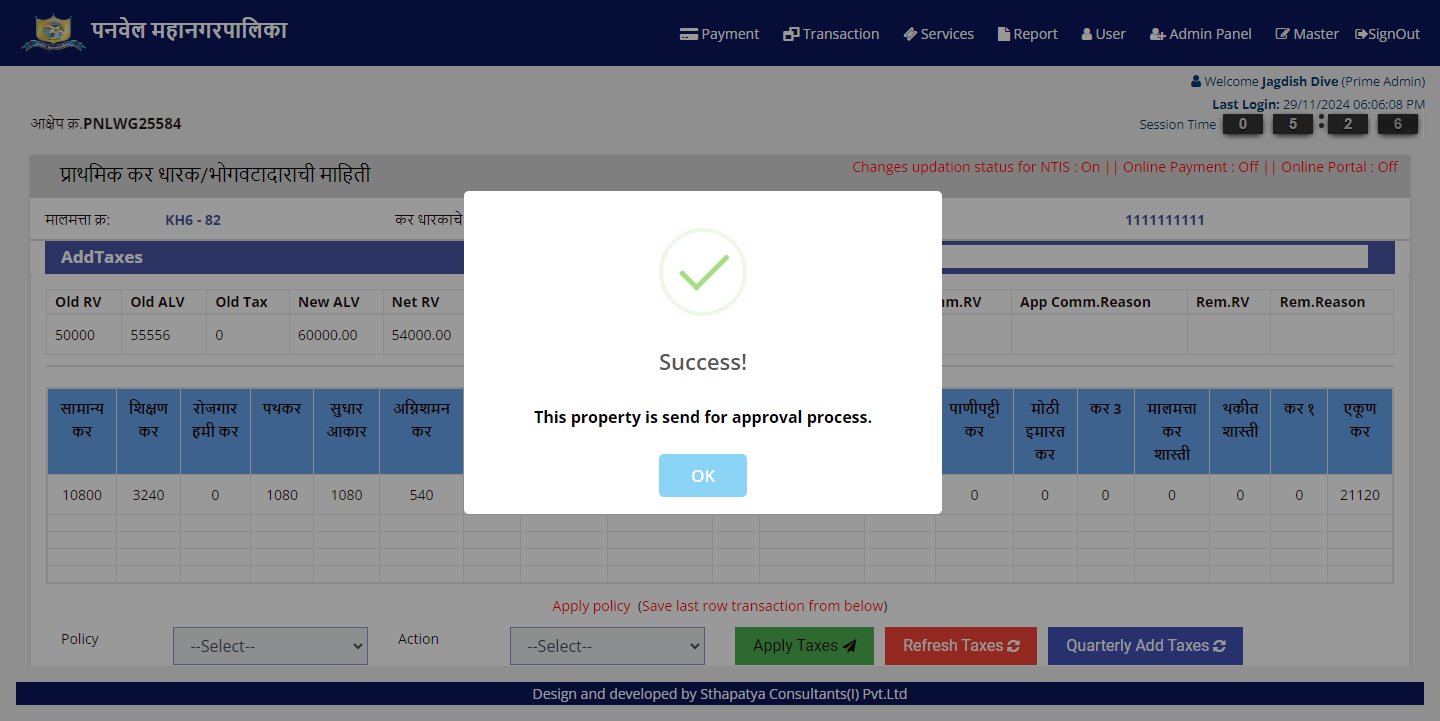 पनवेल महानगरपालिका
Payment Transaction Services Report User Admin Panel Master SignOut
Welcome Jagdish Dive (Prime Admin)
Last Login: 29/11/2024 06:06:08 PM
Session Time 0 5 : 2 6
आक्षेप क्र.PNLWG25584
प्राथमिक कर धारक/भोगवटादाराची माहिती
Changes updation status for NTIS : On || Online Payment : Off || Online Portal : Off
मालमत्ता क्र: KH6 - 82 कर धारकाचे 1111111111
AddTaxes
Old RV Old ALV Old Tax New ALV Net RV App Comm.Reason Rem.RV Rem.Reason
50000 55556 0 60000.00 54000.00
सामान्य कर शिक्षण कर रोजगार हमी कर पथकर सुधार आकार अग्निशमन कर पाणीपट्टी कर मोठी इमारत कर कर 3 मालमत्ता कर शास्ती थकीत शास्ती कर १ एकूण कर
10800 3240 0 1080 1080 540 0 0 0 0 0 0 21120
Success!
This property is send for approval process.
OK
Apply policy (Save last row transaction from below)
Policy --Select-- Action --Select-- Apply Taxes Refresh Taxes Quarterly Add Taxes
Design and developed by Sthapatya Consultants(I) Pvt.Ltd